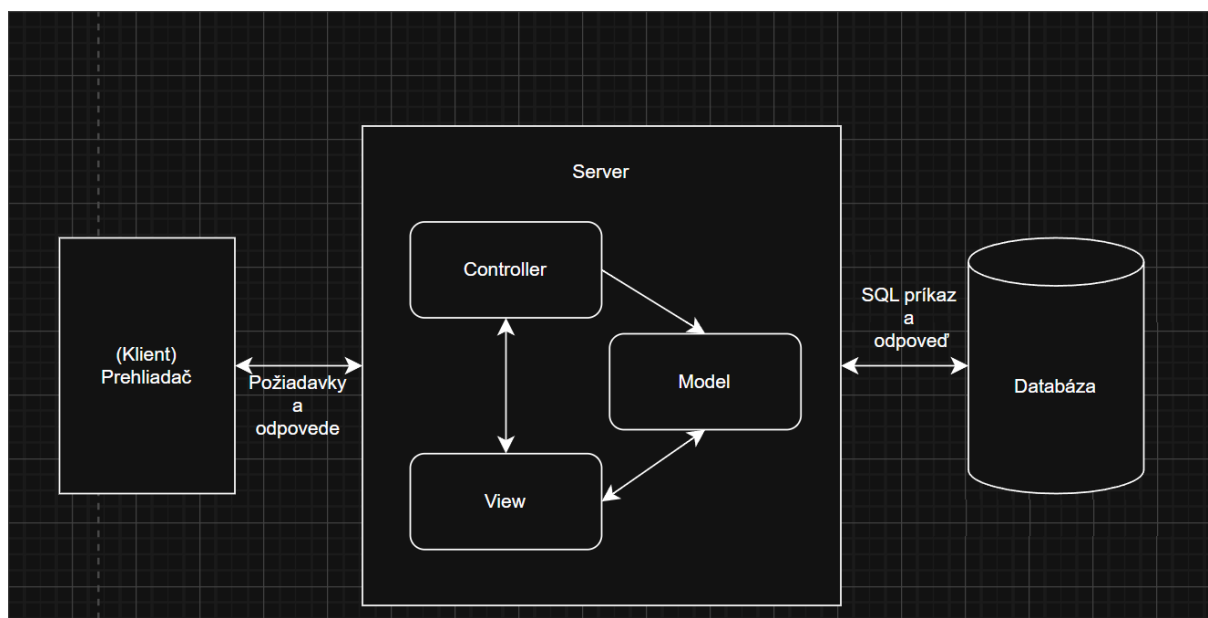 Server
Controller
(Klient)
Prehliadač
Požiadavky
a
odpovede
Model
View
SQL príkaz
a
odpoveď
Databáza